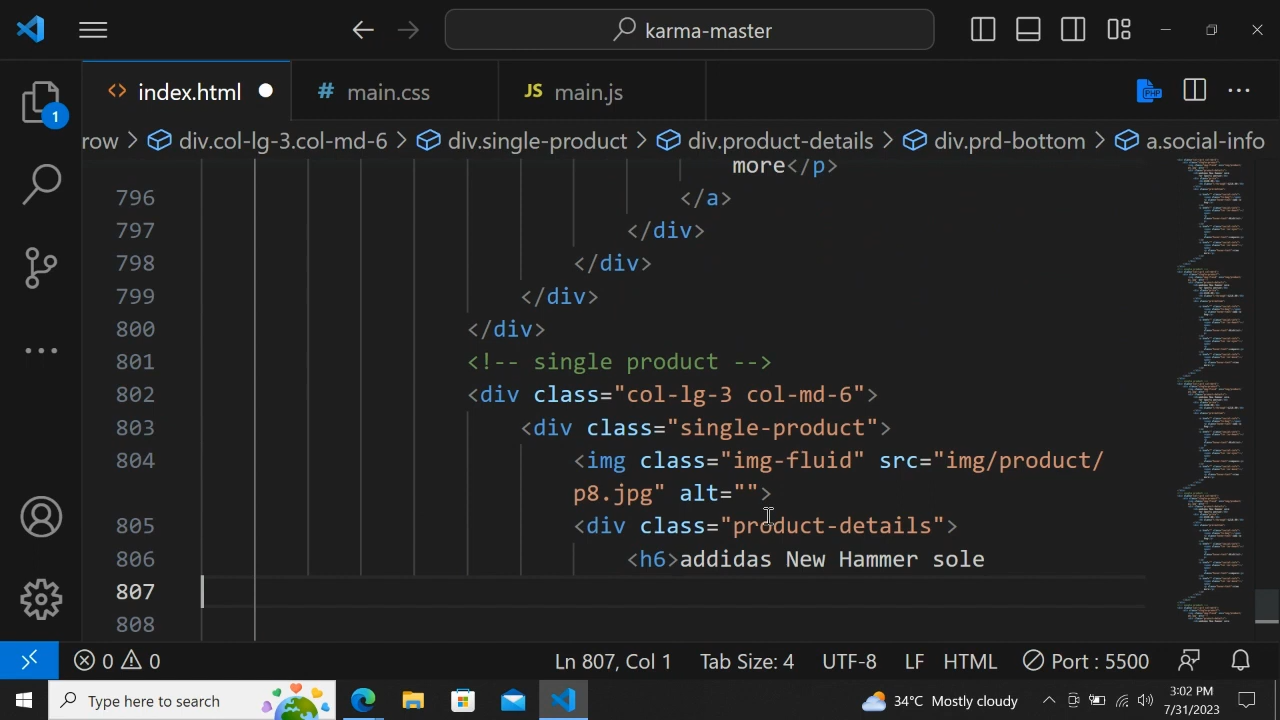 karma-master
index.html
# main.css
JS main.js
PHP
1
row > div.col-lg-3.col-md-6 > div.single-product > div.product-details > div.prd-bottom > a.social-info
more</p>
796 </a>
797 </div>
798 </div>
799 </div>
800 </div>
801 <!-- single product -->
802 <div class="col-lg-3 col-md-6">
803 <div class="single-product">
804 <img class="img-fluid" src="img/product/
p8.jpg" alt="">
805 <div class="product-details">
806 <h6>addidas New Hammer sole
807
808
0 0
Ln 807, Col 1
Tab Size: 4
UTF-8
LF
HTML
Port : 5500
Type here to search
34°C Mostly cloudy
3:02 PM
7/31/2023